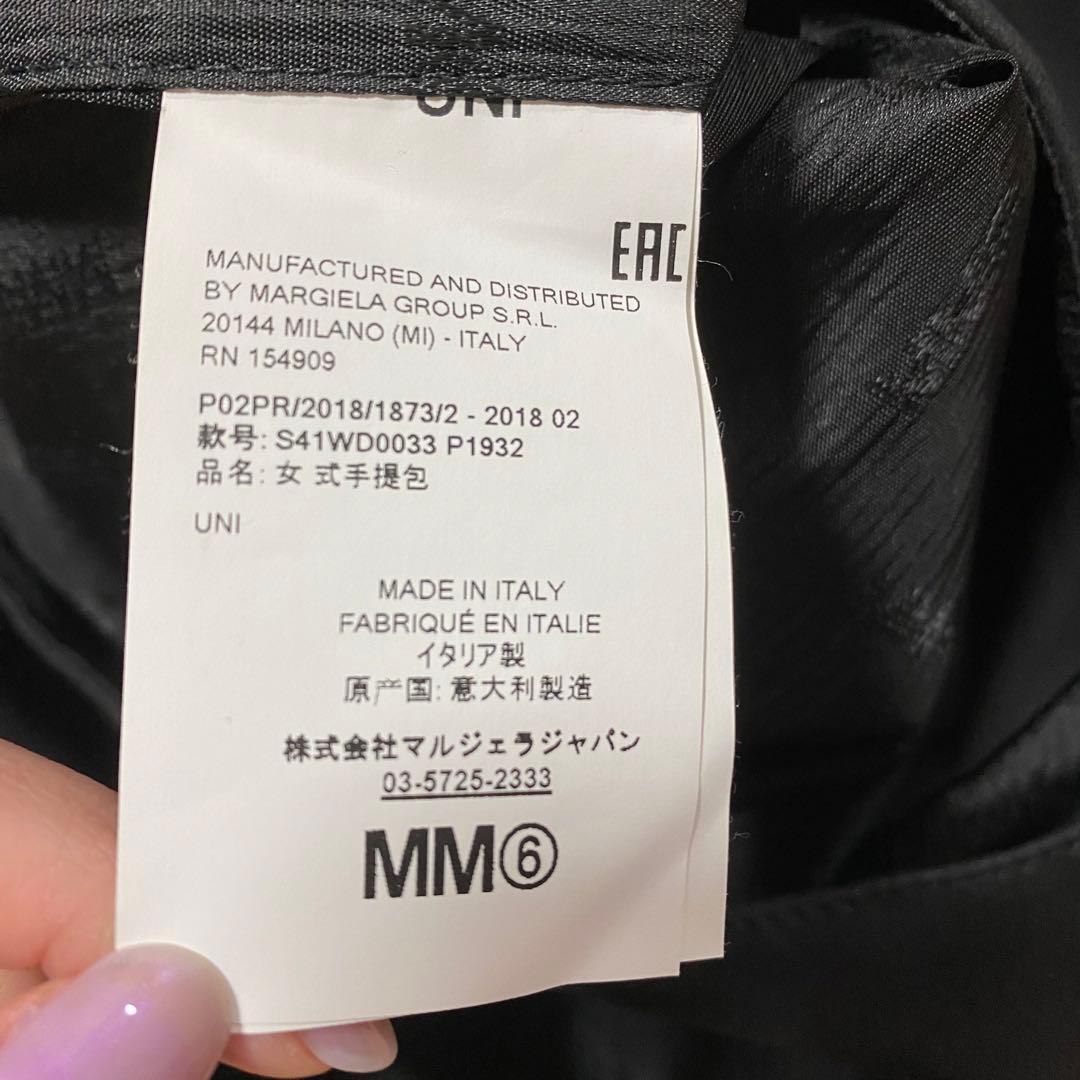 UNI
EAC
MANUFACTURED AND DISTRIBUTED
BY MARGIELA GROUP S.R.L.
20144 MILANO (MI) - ITALY
RN 154909
P02PR/2018/1873/2 - 2018 02
款号: S41WD0033 P1932
品名: 女 式手提包
UNI
MADE IN ITALY
FABRIQUÉ EN ITALIE
イタリア製
原产国: 意大利製造
株式会社マルジェラジャパン
03-5725-2333
MM⑥